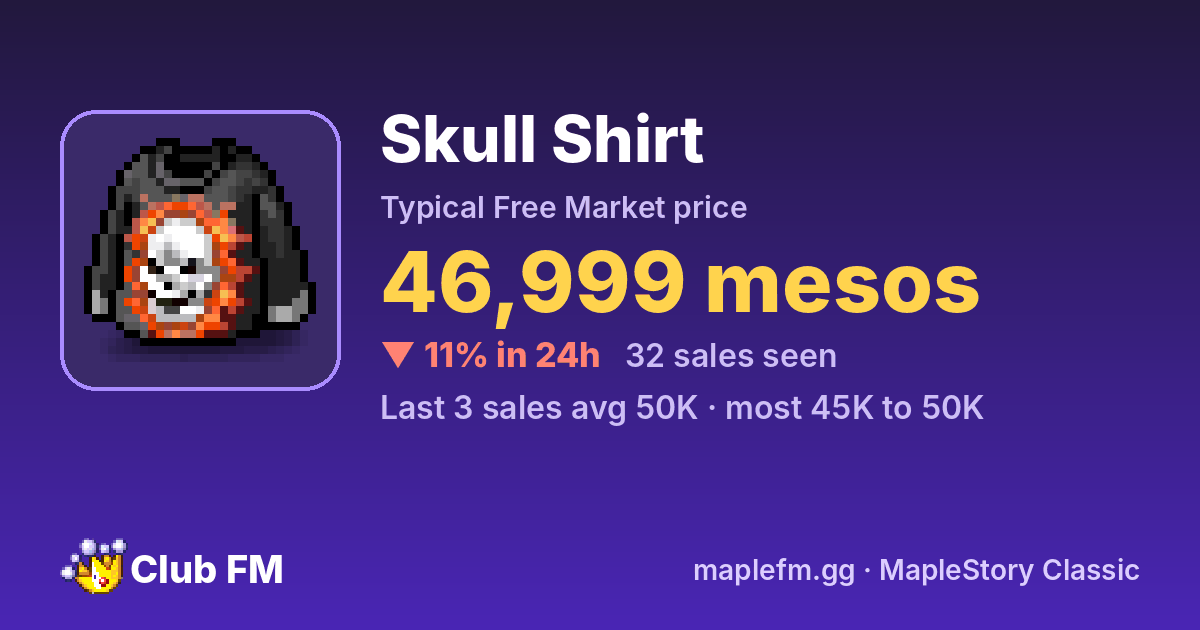 Skull Shirt
Typical Free Market price
46,999 mesos
▼ 11% in 24h 32 sales seen
Last 3 sales avg 50K · most 45K to 50K
Club FM
maplefm.gg · MapleStory Classic